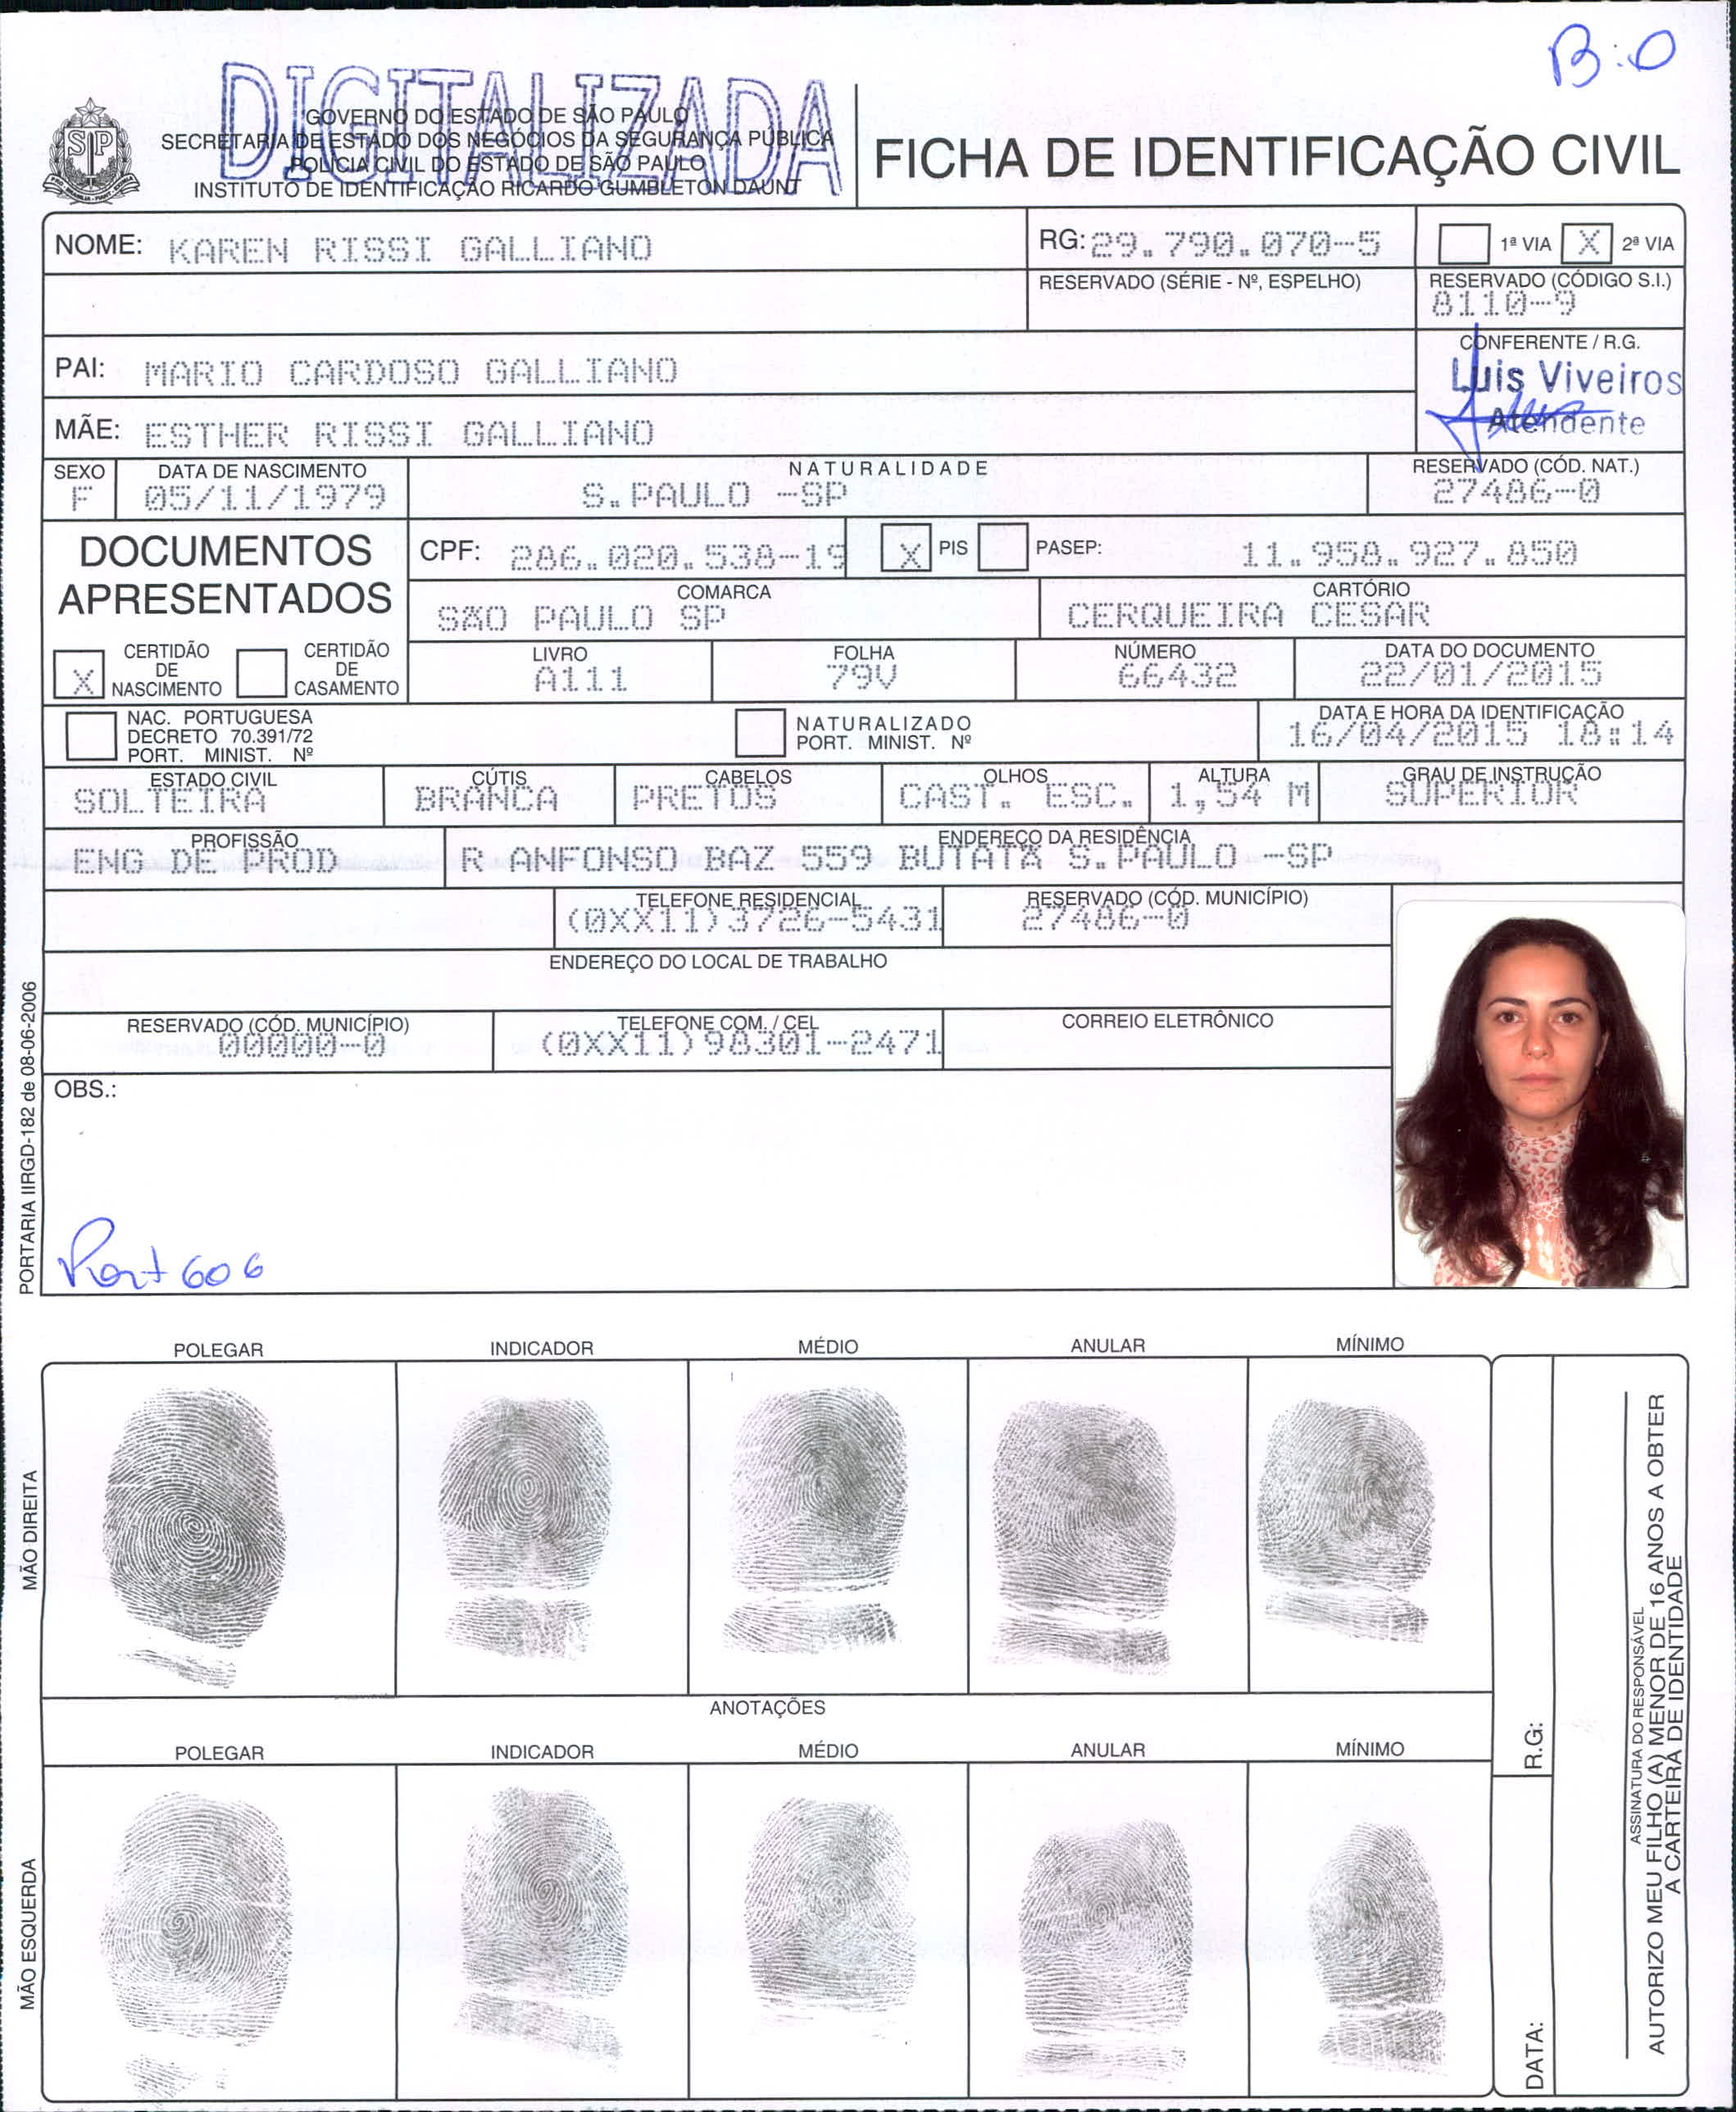 B:O
DIGITALIZADA
GOVERNO DO ESTADO DE SÃO PAULO
SECRETARIA DE ESTADO DOS NEGÓCIOS DA SEGURANÇA PÚBLICA
POLÍCIA CIVIL DO ESTADO DE SÃO PAULO
INSTITUTO DE IDENTIFICAÇÃO RICARDO GUMBLETON DAUNT
FICHA DE IDENTIFICAÇÃO CIVIL
NOME: KAREN RISSI GALLIANO
RG: 29.790.070-5
1ª VIA X 2ª VIA
RESERVADO (SÉRIE - Nº, ESPELHO)
RESERVADO (CÓDIGO S.I.)
8110-9
PAI: MARIO CARDOSO GALLIANO
CONFERENTE / R.G.
Luis Viveiros
Atendente
MÃE: ESTHER RISSI GALLIANO
SEXO
F
DATA DE NASCIMENTO
05/11/1979
NATURALIDADE
S.PAULO -SP
RESERVADO (CÓD. NAT.)
27486-0
DOCUMENTOS
APRESENTADOS
CPF: 286.020.538-19
X PIS PASEP: 11.958.927.850
COMARCA
SÃO PAULO SP
CARTÓRIO
CERQUEIRA CESAR
X CERTIDÃO
DE
NASCIMENTO
CERTIDÃO
DE
CASAMENTO
LIVRO
A111
FOLHA
79V
NÚMERO
66432
DATA DO DOCUMENTO
22/01/2015
NAC. PORTUGUESA
DECRETO 70.391/72
PORT. MINIST. Nº
NATURALIZADO
PORT. MINIST. Nº
DATA E HORA DA IDENTIFICAÇÃO
16/04/2015 18:14
ESTADO CIVIL
SOLTEIRA
CÚTIS
BRANCA
CABELOS
PRETOS
OLHOS
CAST. ESC.
ALTURA
1,54 M
GRAU DE INSTRUÇÃO
SUPERIOR
PROFISSÃO
ENG DE PROD
ENDEREÇO DA RESIDÊNCIA
R ANFONSO BAZ 559 BUTATA S.PAULO -SP
TELEFONE RESIDENCIAL
(0XX11)3726-5431
RESERVADO (CÓD. MUNICÍPIO)
27486-0
ENDEREÇO DO LOCAL DE TRABALHO
RESERVADO (CÓD. MUNICÍPIO)
00000-0
TELEFONE COM. / CEL
(0XX11)98301-2471
CORREIO ELETRÔNICO
OBS.:
Port 606
PORTARIA IIRGD-182 de 08-06-2006
POLEGAR
INDICADOR
MÉDIO
ANULAR
MÍNIMO
MÃO DIREITA
ANOTAÇÕES
POLEGAR
INDICADOR
MÉDIO
ANULAR
MÍNIMO
MÃO ESQUERDA
R.G:
DATA:
ASSINATURA DO RESPONSÁVEL
AUTORIZO MEU FILHO (A) MENOR DE 16 ANOS A OBTER
A CARTEIRA DE IDENTIDADE